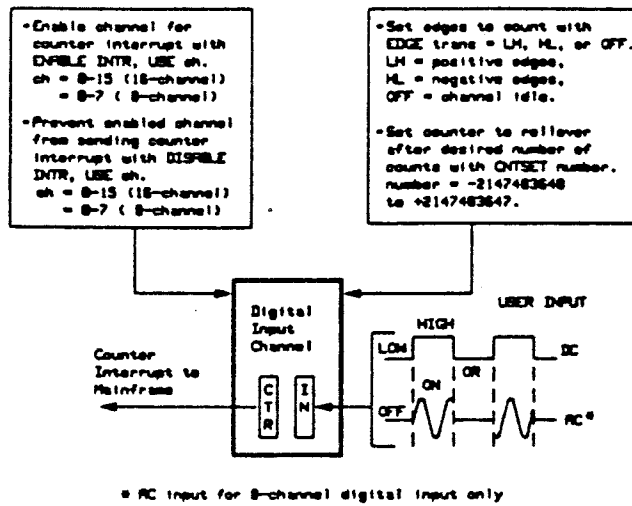 •Enable channel for
counter interrupt with
ENABLE INTR, USE ch.
ch = 0-15 (16-channel)
= 0-7 ( 8-channel)
•Prevent enabled channel
from sending counter
interrupt with DISABLE
INTR, USE ch.
ch = 0-15 (16-channel)
= 0-7 ( 8-channel)
•Set edges to count with
EDGE trans = LH, HL, or OFF.
LH = positive edges,
HL = negative edges,
OFF = channel idle.
•Set counter to rollover
after desired number of
counts with CNTSET number.
number = -2147483648
to +2147483647.
Digital
Input
Channel
CTR
IN
Counter
Interrupt to
Mainframe
USER INPUT
HIGH
LOW
DC
OR
ON
OFF
AC*
* AC input for 8-channel digital input only